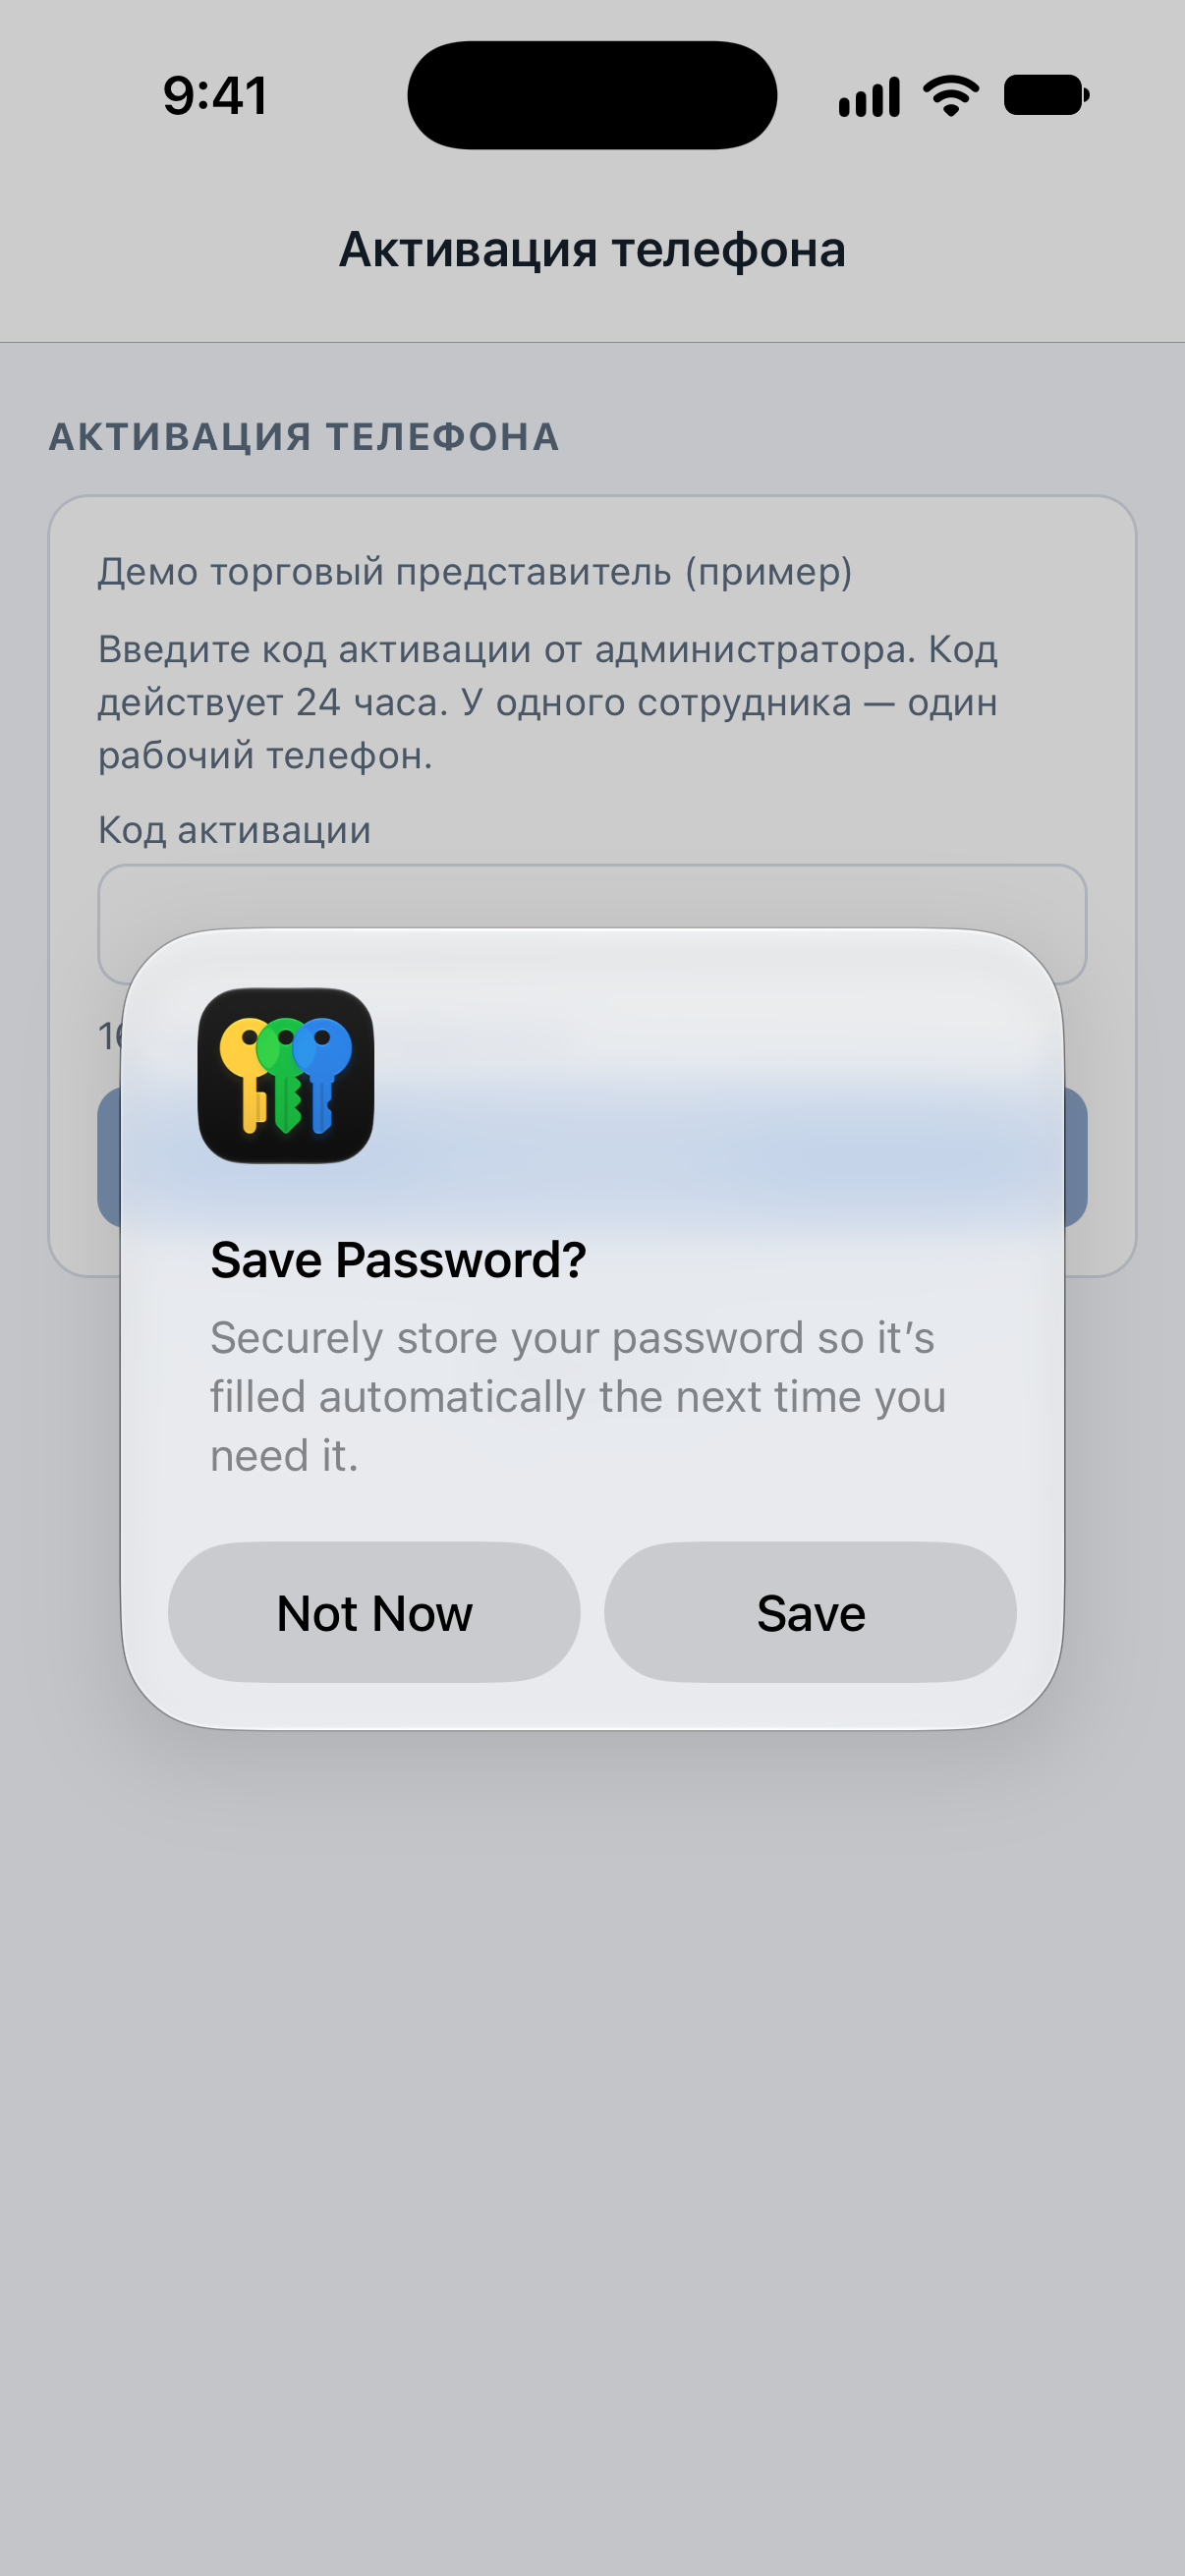 9:41
Активация телефона
АКТИВАЦИЯ ТЕЛЕФОНА
Демо торговый представитель (пример)
Введите код активации от администратора. Код
действует 24 часа. У одного сотрудника — один
рабочий телефон.
Код активации
Save Password?
Securely store your password so it’s
filled automatically the next time you
need it.
Not Now
Save